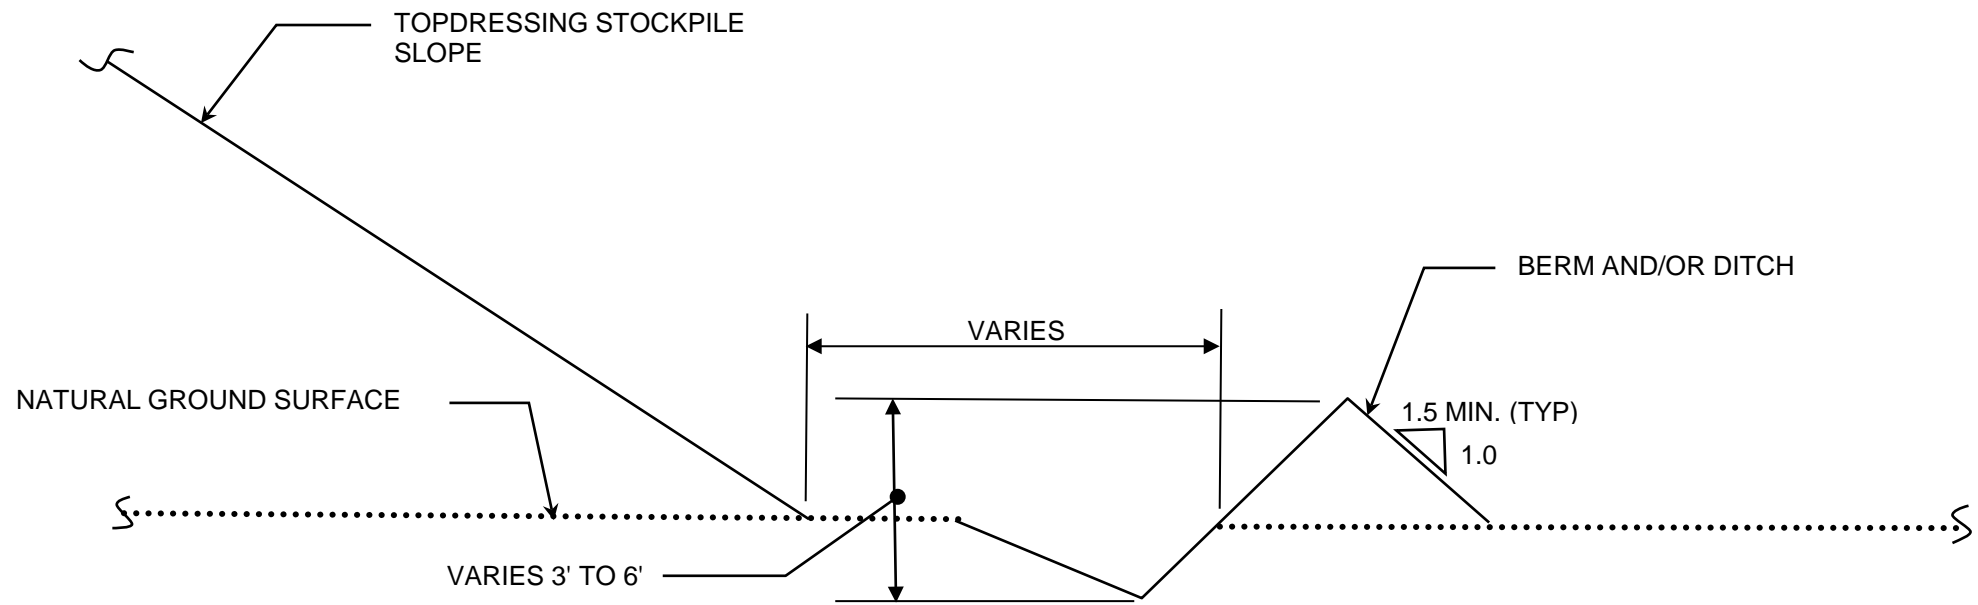 TOPDRESSING STOCKPILE
SLOPE
BERM AND/OR DITCH
VARIES
NATURAL GROUND SURFACE
1.5 MIN. (TYP)
1.0
VARIES 3' TO 6'